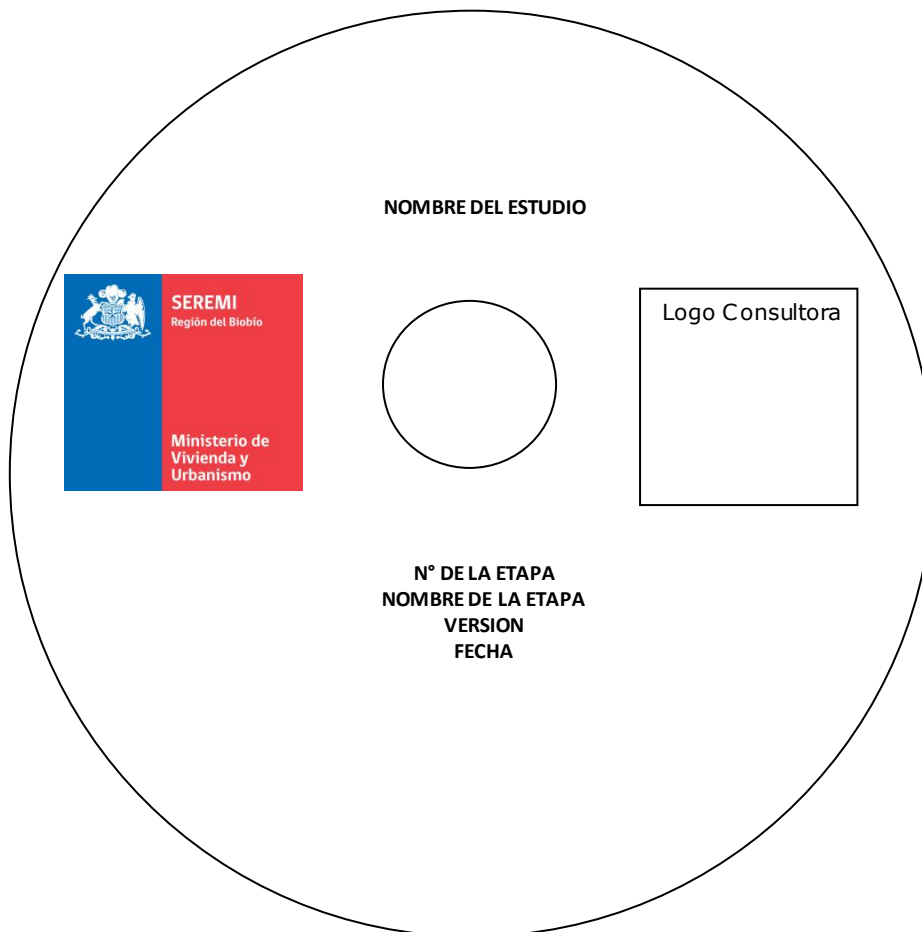 NOMBRE DEL ESTUDIO
SEREMI
Región del Biobío
Ministerio de
Vivienda y
Urbanismo
Logo Consultora
N° DE LA ETAPA
NOMBRE DE LA ETAPA
VERSION
FECHA